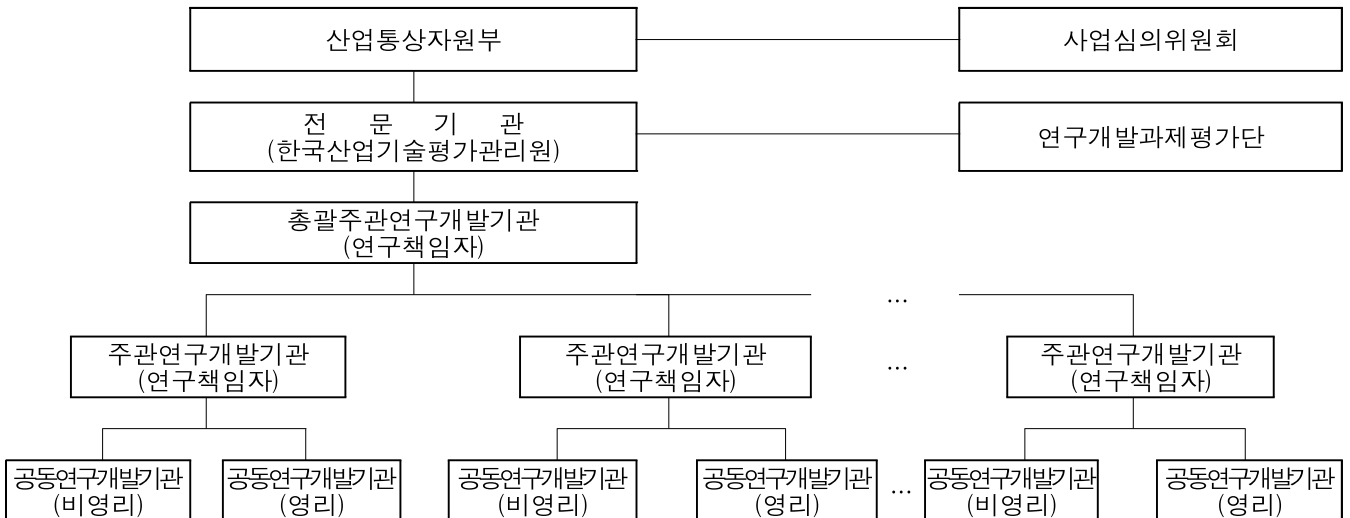 산업통상자원부
사업심의위원회
전 문 기 관
(한국산업기술평가관리원)
연구개발과제평가단
총괄주관연구개발기관
(연구책임자)
...
주관연구개발기관
(연구책임자)
주관연구개발기관
(연구책임자)
...
주관연구개발기관
(연구책임자)
공동연구개발기관
(비영리)
공동연구개발기관
(영리)
공동연구개발기관
(비영리)
공동연구개발기관
(영리)
...
공동연구개발기관
(비영리)
공동연구개발기관
(영리)